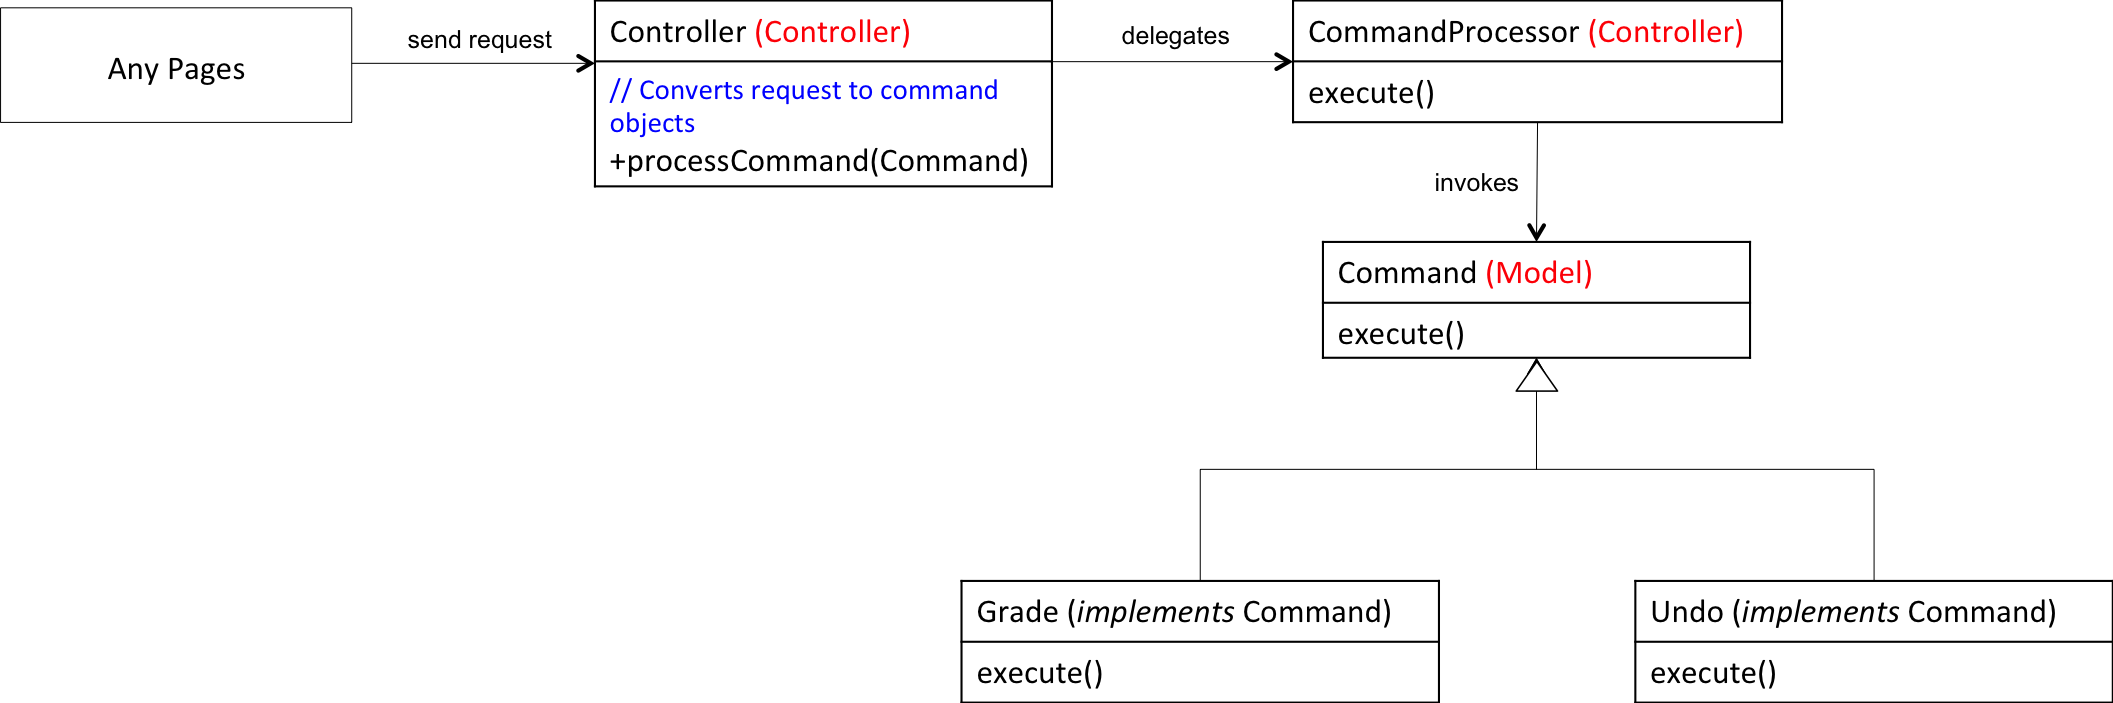 Any Pages
send request
Controller (Controller)
// Converts request to command
objects
+processCommand(Command)
delegates
CommandProcessor (Controller)
execute()
invokes
Command (Model)
execute()
Grade (implements Command)
execute()
Undo (implements Command)
execute()